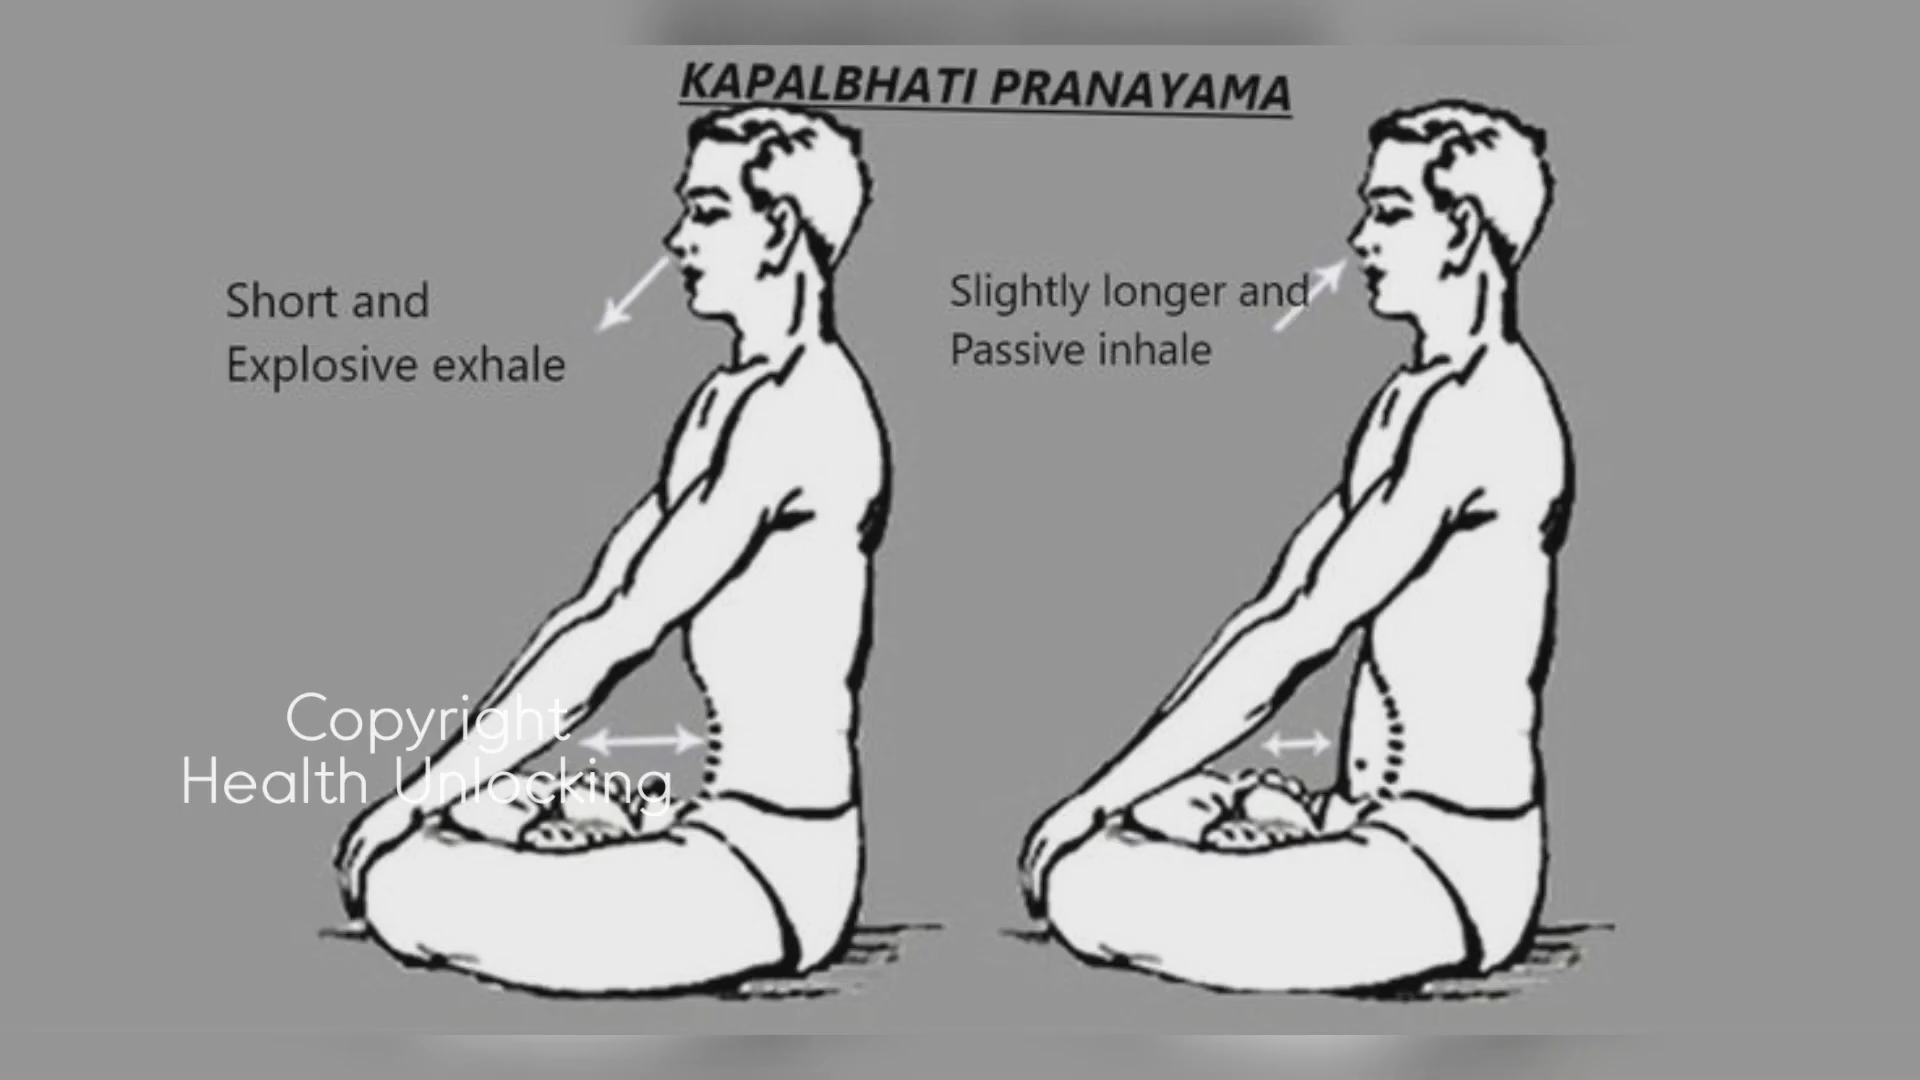 KAPALBHATI PRANAYAMA
Short and
Explosive exhale
Slightly longer and
Passive inhale
Copyright
Health Unlocking